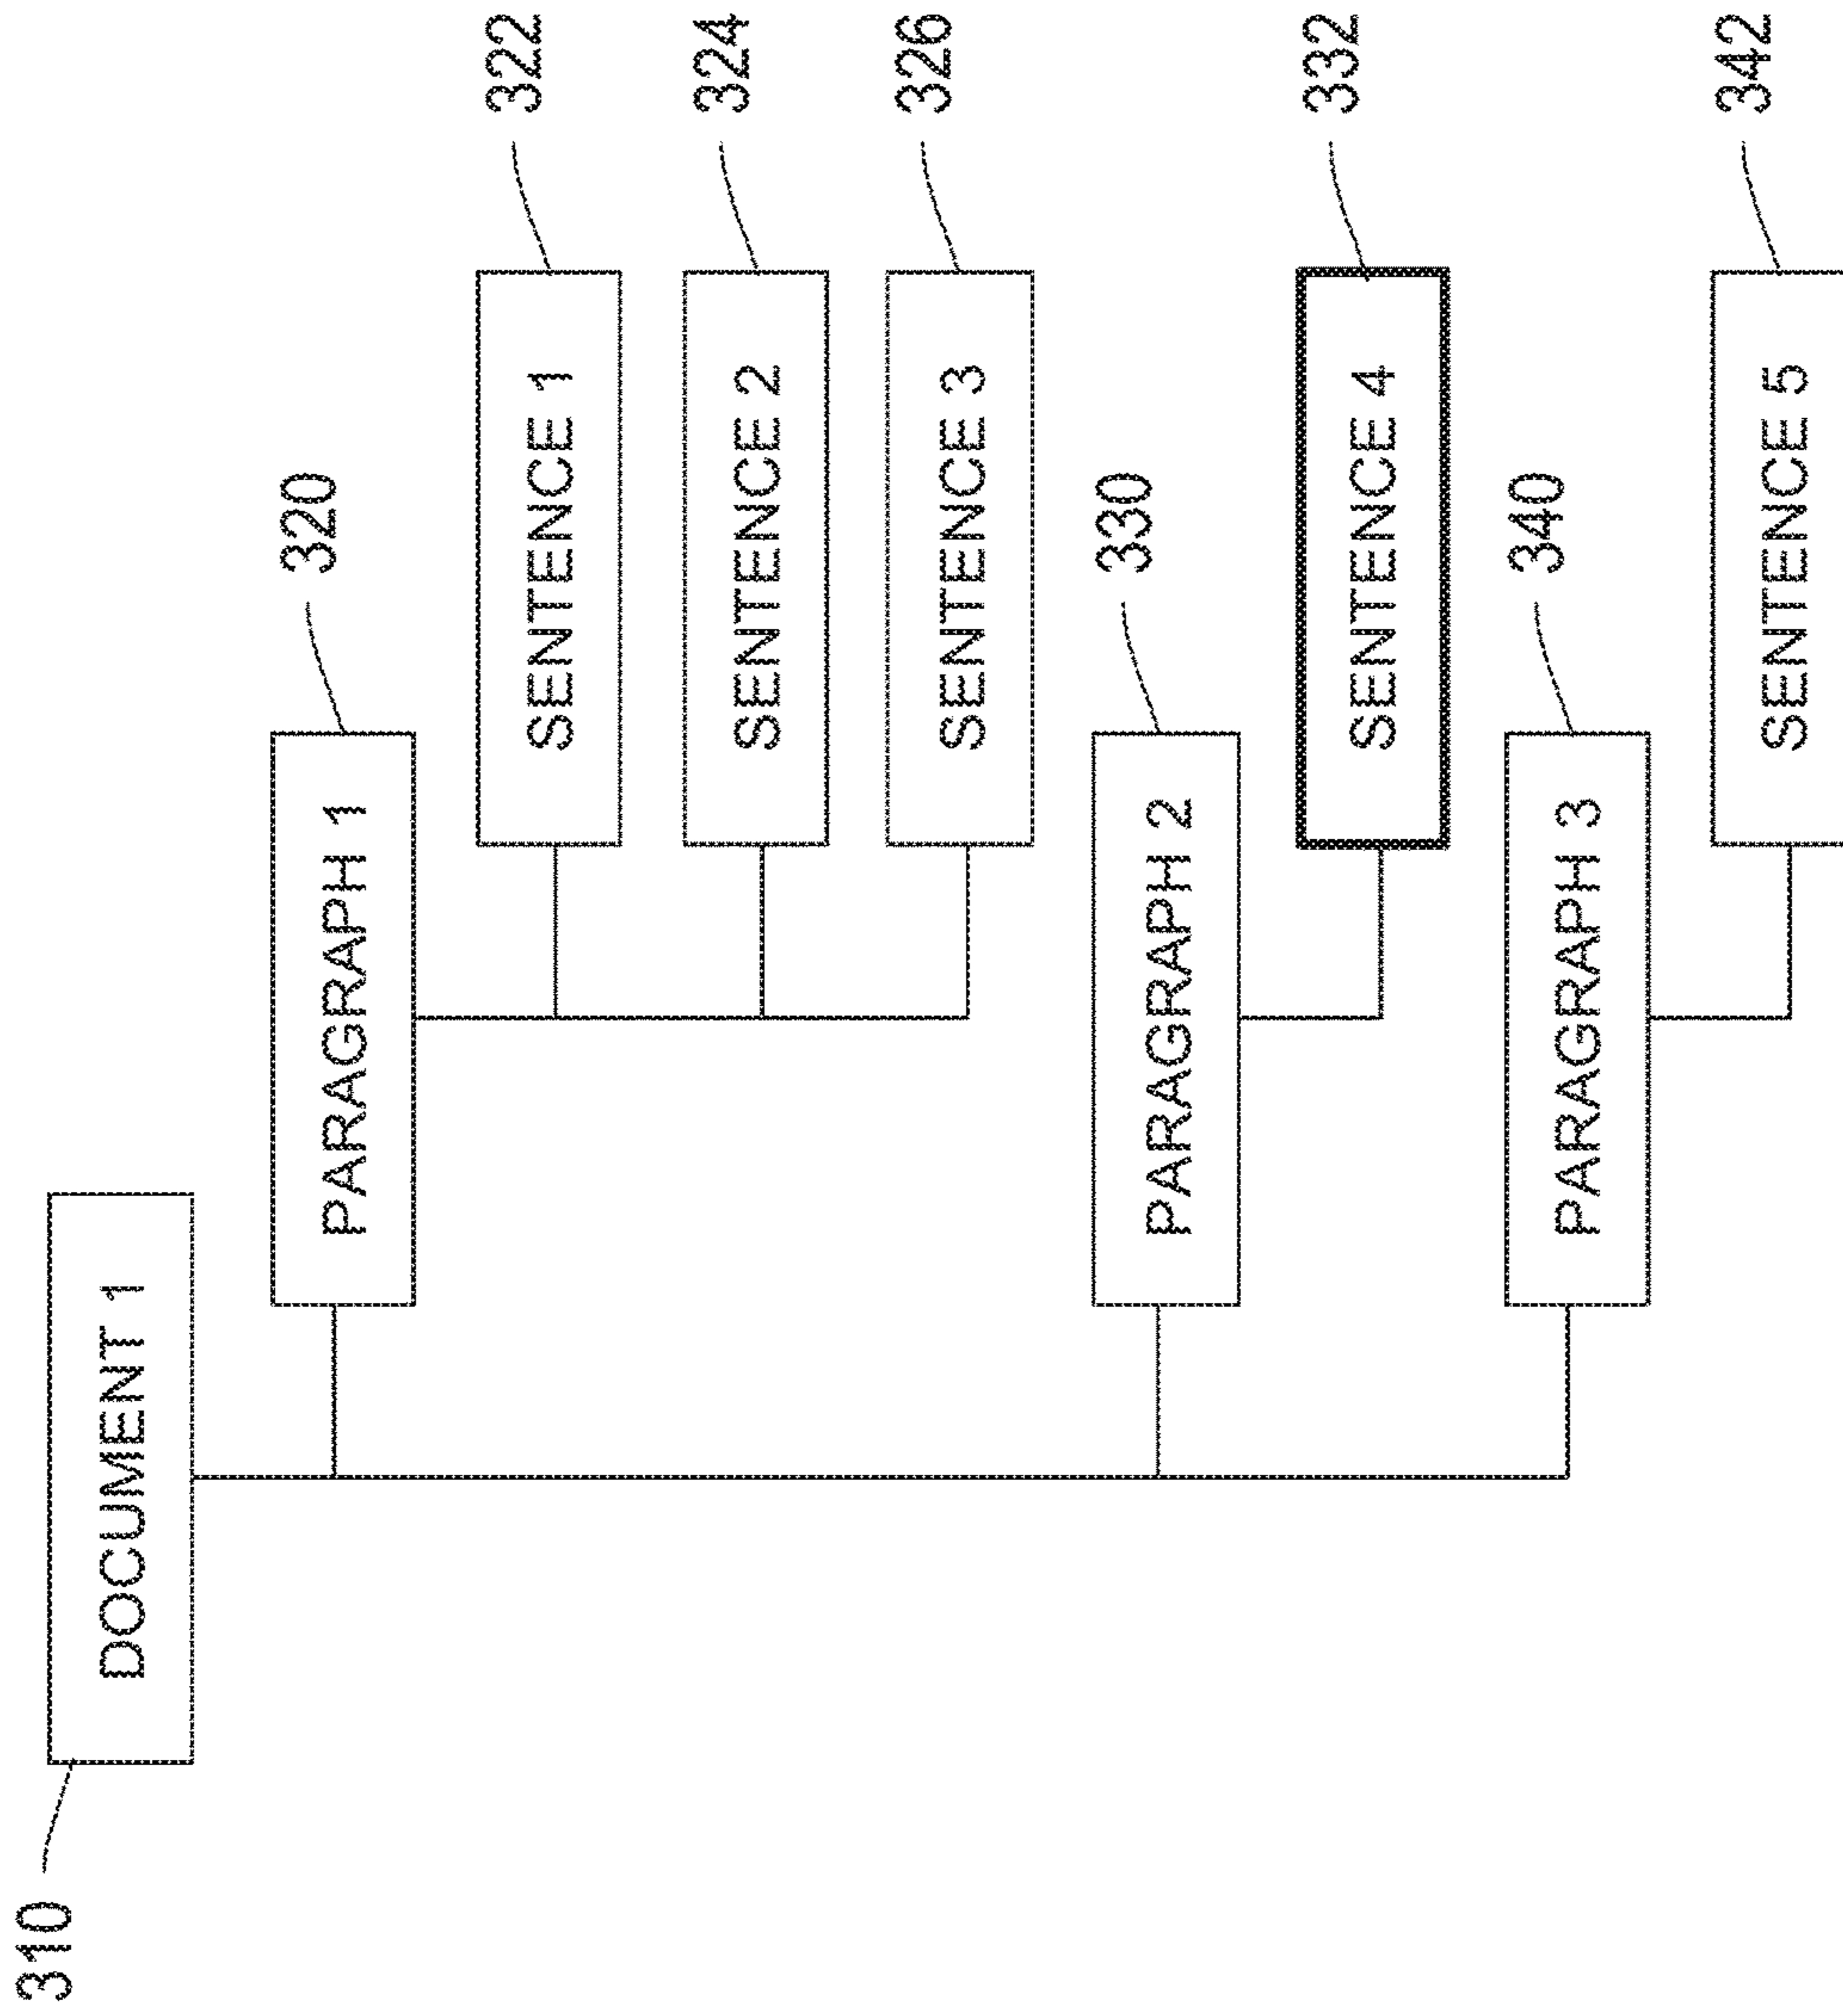 310
DOCUMENT 1
320
PARAGRAPH 1
322
SENTENCE 1
324
SENTENCE 2
326
SENTENCE 3
330
PARAGRAPH 2
332
SENTENCE 4
340
PARAGRAPH 3
342
SENTENCE 5